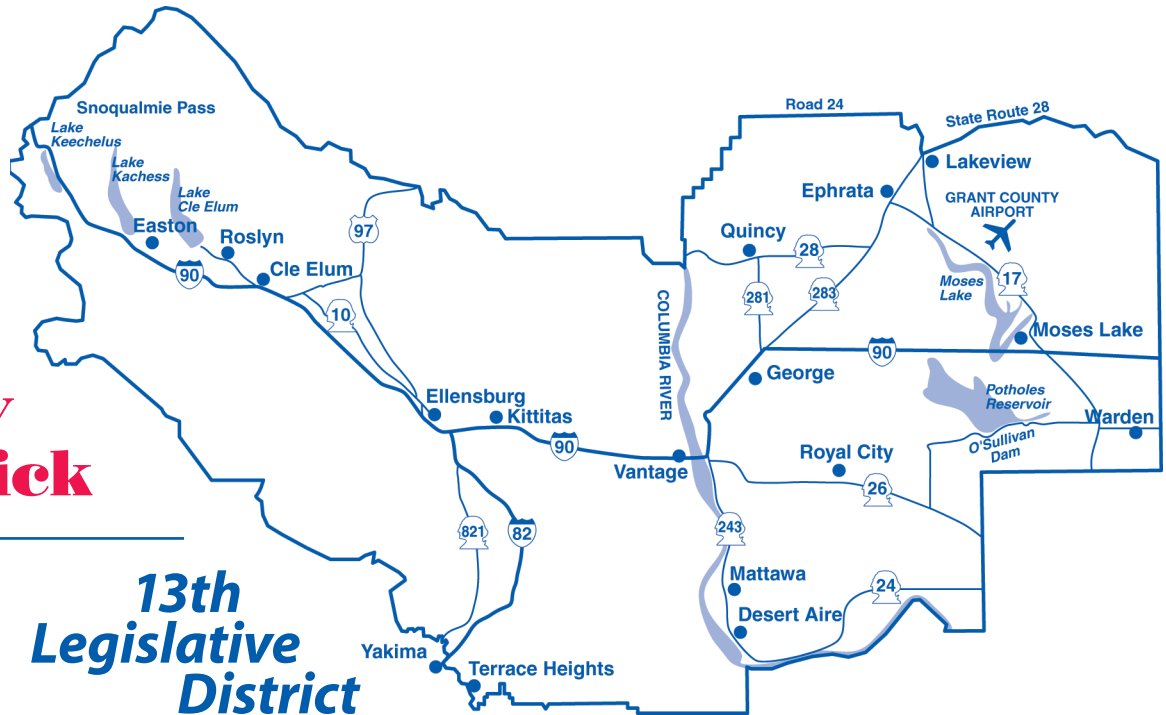 Snoqualmie Pass
Lake
Keechelus
Lake
Kachess
Lake
Cle Elum
Easton
Roslyn
Cle Elum
90
97
10
Ellensburg
Kittitas
90
Vantage
821
82
Yakima
Terrace Heights
COLUMBIA RIVER
Road 24
State Route 28
Lakeview
Ephrata
GRANT COUNTY
AIRPORT
Quincy
28
281
283
Moses
Lake
17
Moses Lake
90
George
Potholes
Reservoir
Warden
O'Sullivan
Dam
Royal City
26
243
Mattawa
24
Desert Aire
ick
13th
Legislative
District